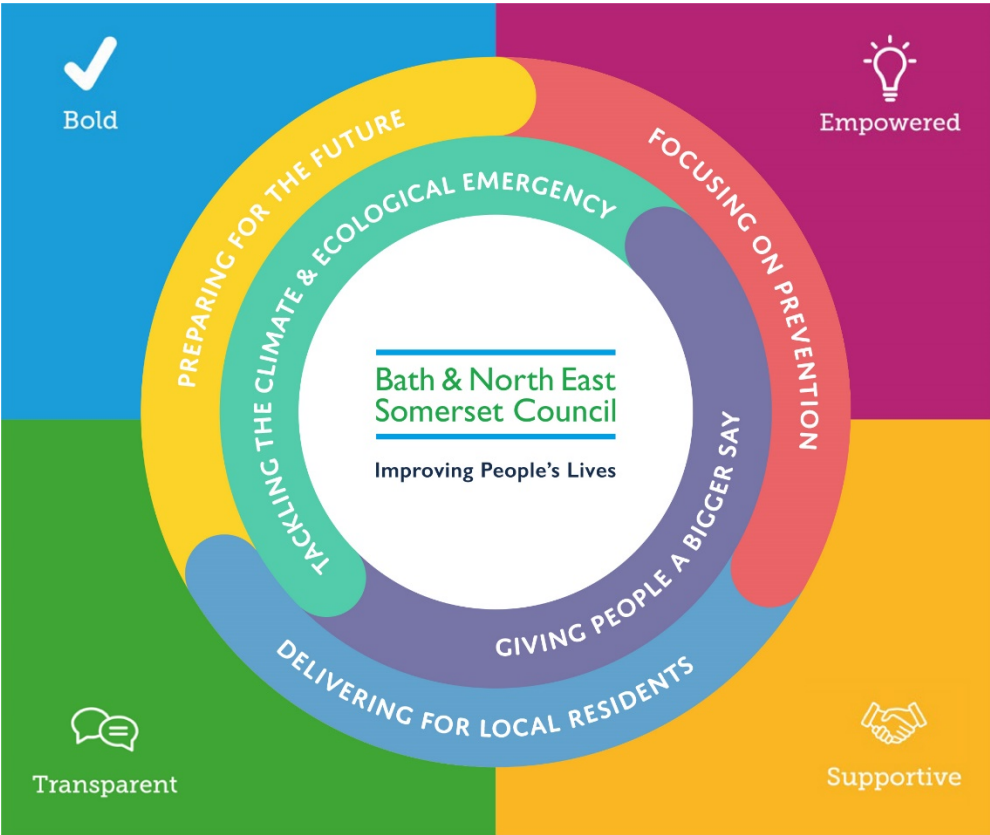 Bold
Empowered
PREPARING FOR THE FUTURE
FOCUSING ON PREVENTION
TACKLING THE CLIMATE & ECOLOGICAL EMERGENCY
Bath & North East
Somerset Council
Improving People's Lives
GIVING PEOPLE A BIGGER SAY
DELIVERING FOR LOCAL RESIDENTS
Transparent
Supportive